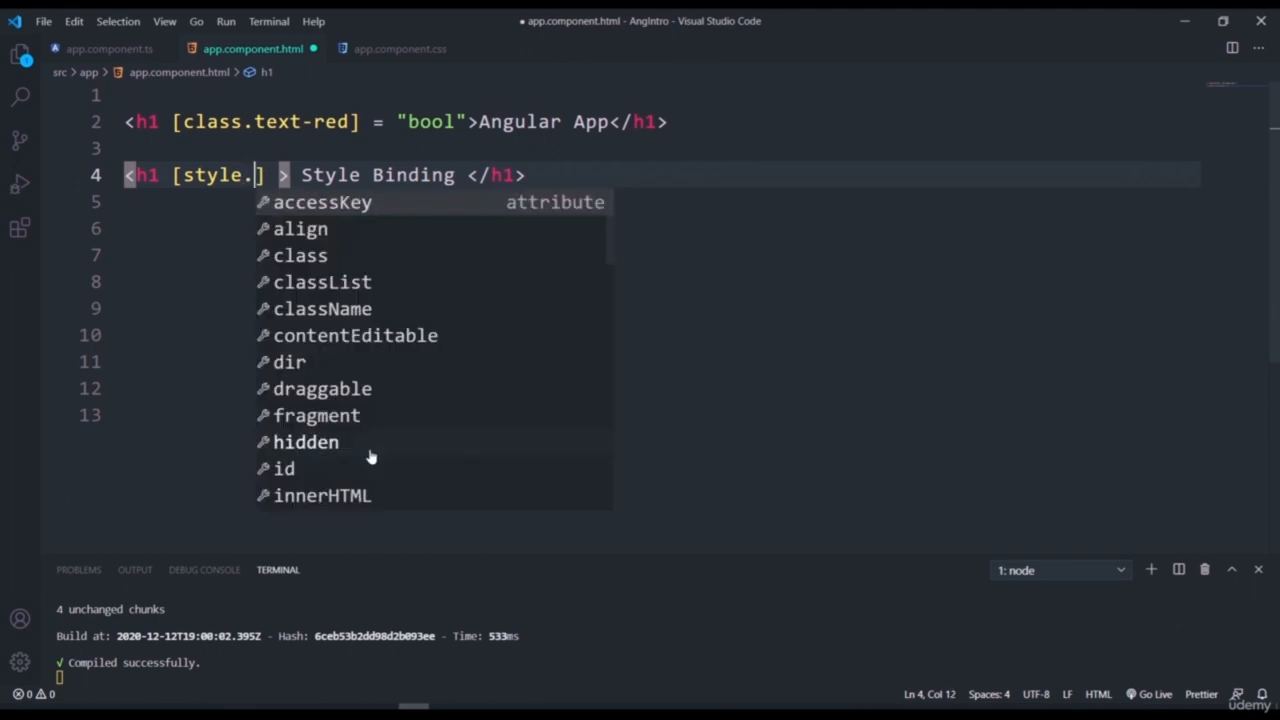 File Edit Selection View Go Run Terminal Help ● app.component.html - AngIntro - Visual Studio Code
app.component.ts app.component.html app.component.css
src > app > app.component.html > h1
1
2 <h1 [class.text-red] = "bool">Angular App</h1>
3
4 <h1 [style.] > Style Binding </h1>
5 accessKey attribute
6 align
7 class
8 classList
9 className
10 contentEditable
11 dir
12 draggable
13 fragment
hidden
id
innerHTML
PROBLEMS OUTPUT DEBUG CONSOLE TERMINAL 1: node
4 unchanged chunks
Build at: 2020-12-12T19:00:02.395Z - Hash: 6ceb53b2dd98d2b093ee - Time: 533ms
√ Compiled successfully.
0 0 Ln 4, Col 12 Spaces: 4 UTF-8 LF HTML Go Live Prettier
udemy